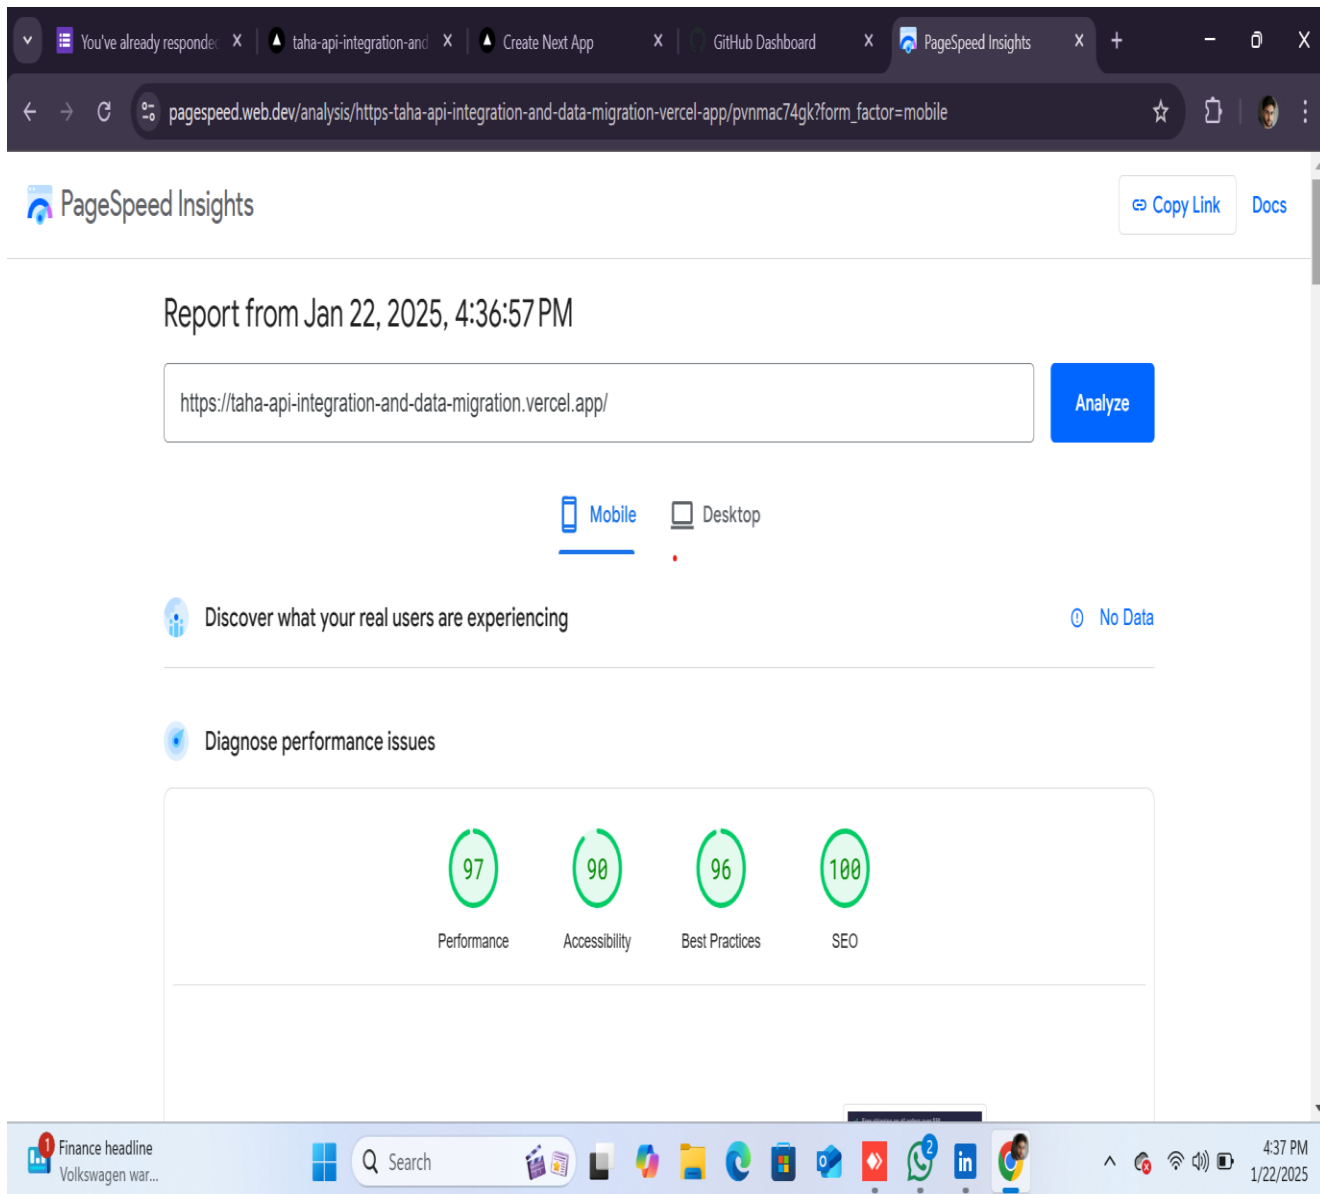 You've already responded
taha-api-integration-and
Create Next App
GitHub Dashboard
PageSpeed Insights
pagespeed.web.dev/analysis/https-taha-api-integration-and-data-migration-vercel-app/pvnmac74gk?form_factor=mobile
PageSpeed Insights
Copy Link
Docs
Report from Jan 22, 2025, 4:36:57 PM
https://taha-api-integration-and-data-migration.vercel.app/
Analyze
Mobile
Desktop
Discover what your real users are experiencing
No Data
Diagnose performance issues
97
90
96
100
Performance
Accessibility
Best Practices
SEO
1
Finance headline
Volkswagen war...
Search
2
in
4:37 PM
1/22/2025